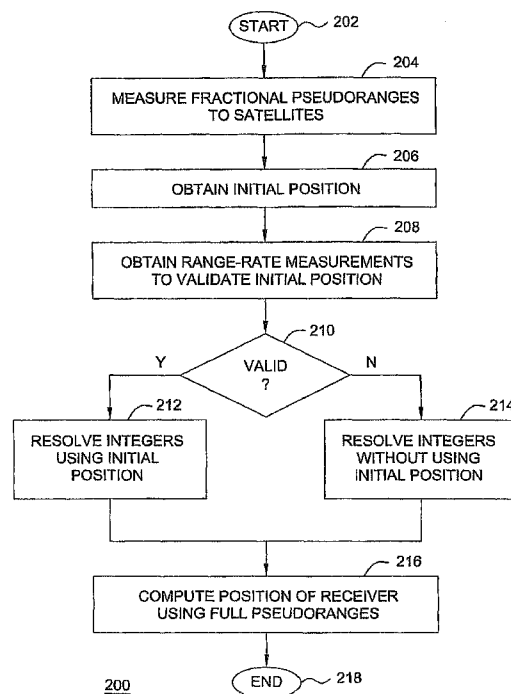 START
202
204
MEASURE FRACTIONAL PSEUDORANGES
TO SATELLITES
206
OBTAIN INITIAL POSITION
208
OBTAIN RANGE-RATE MEASUREMENTS
TO VALIDATE INITIAL POSITION
210
Y
VALID
?
N
212
RESOLVE INTEGERS
USING INITIAL
POSITION
214
RESOLVE INTEGERS
WITHOUT USING
INITIAL POSITION
216
COMPUTE POSITION OF RECEIVER
USING FULL PSEUDORANGES
END
218
200